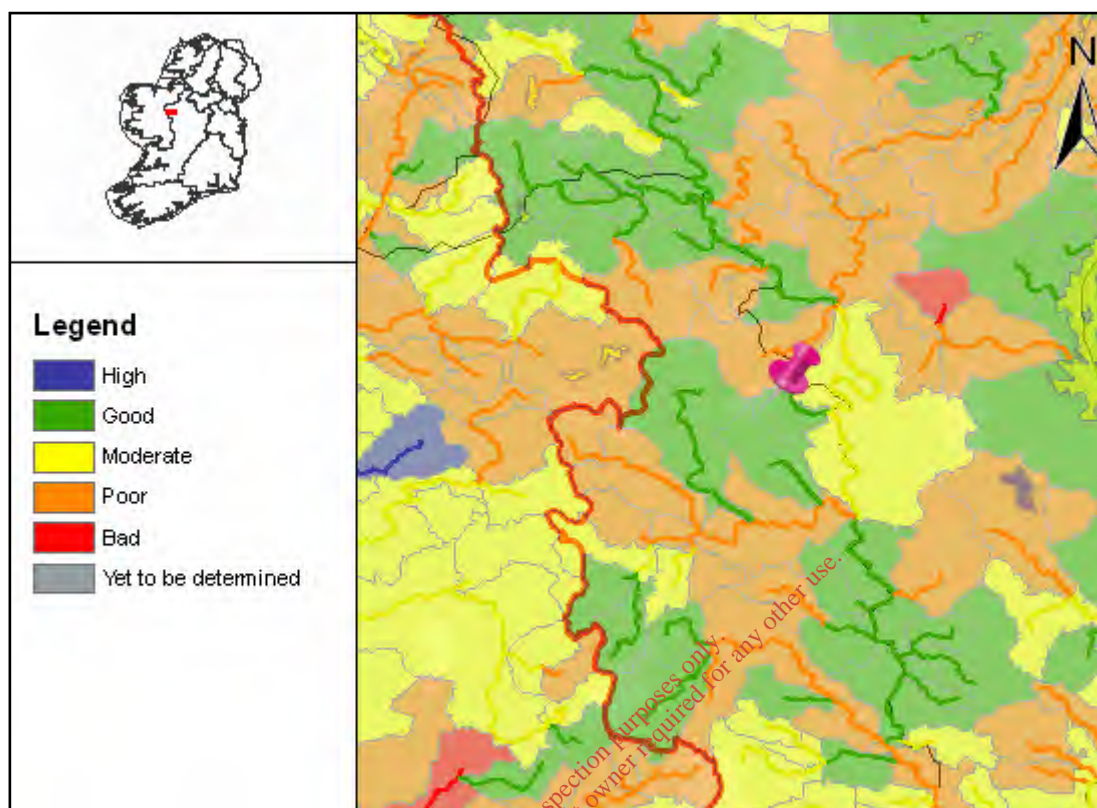 N
Legend
High
Good
Moderate
Poor
Bad
Yet to be determined
spection purposes only
owner required for any other use.